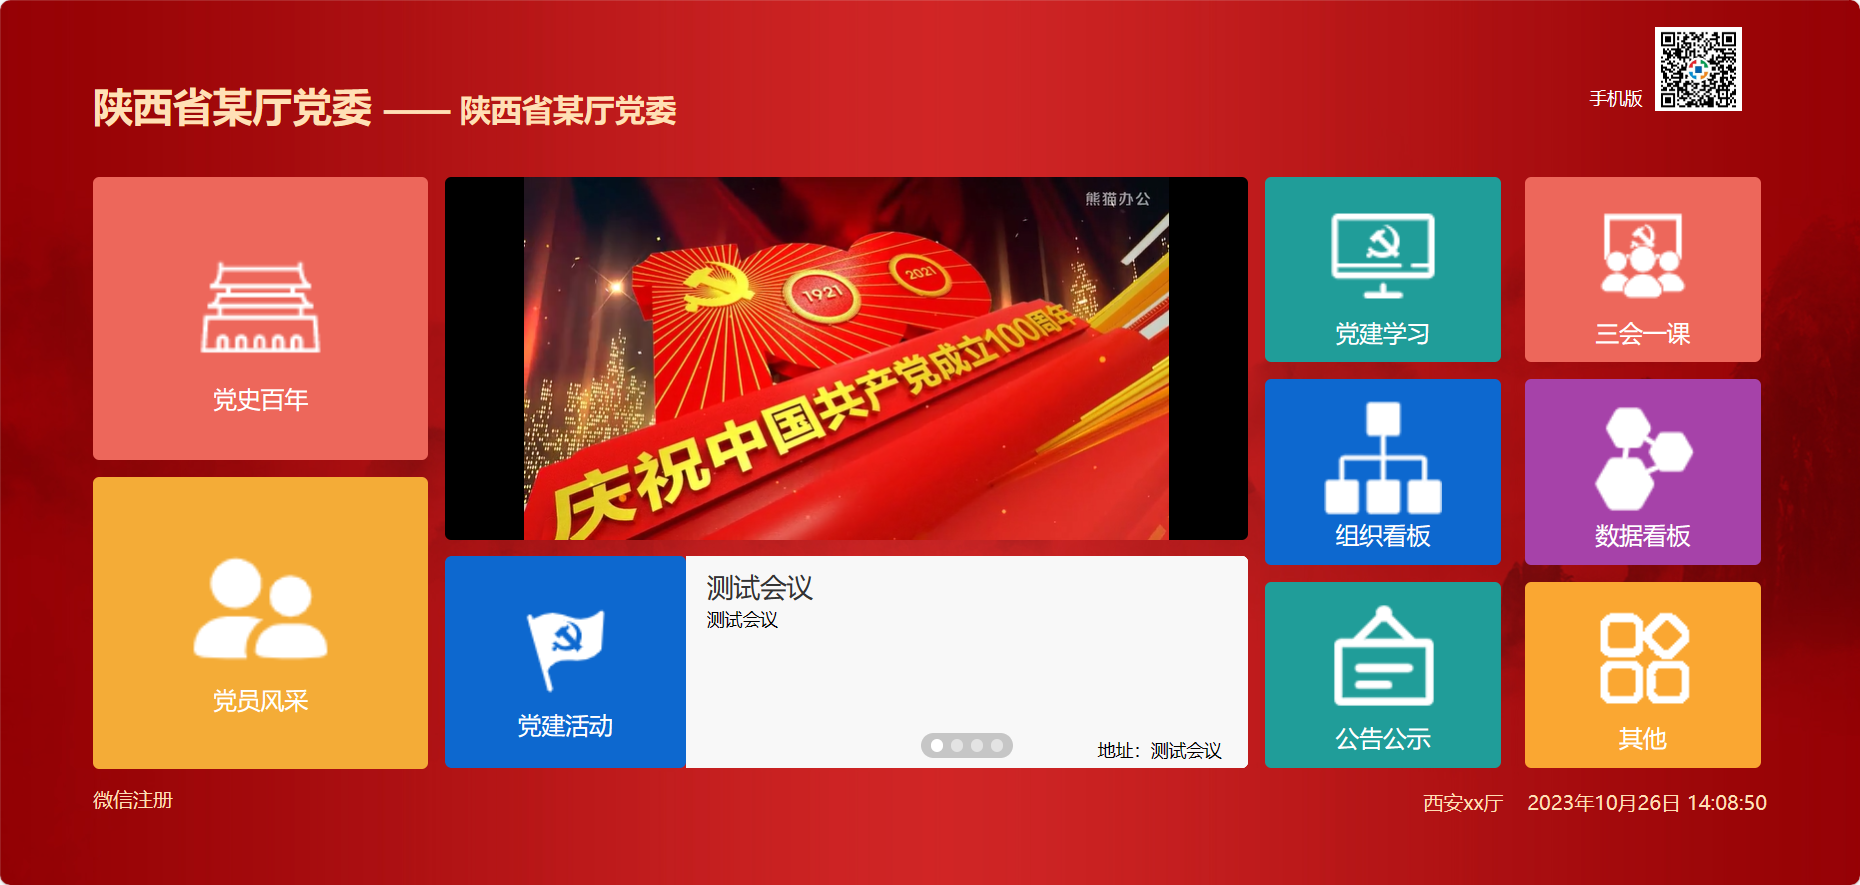 陕西省某厅党委 —— 陕西省某厅党委
手机版
党史百年
党员风采
熊猫办公
1921
2021
庆祝中国共产党成立100周年
党建活动
测试会议
测试会议
地址：测试会议
党建学习
三会一课
组织看板
数据看板
公告公示
其他
微信注册
西安xx厅 2023年10月26日 14:08:50